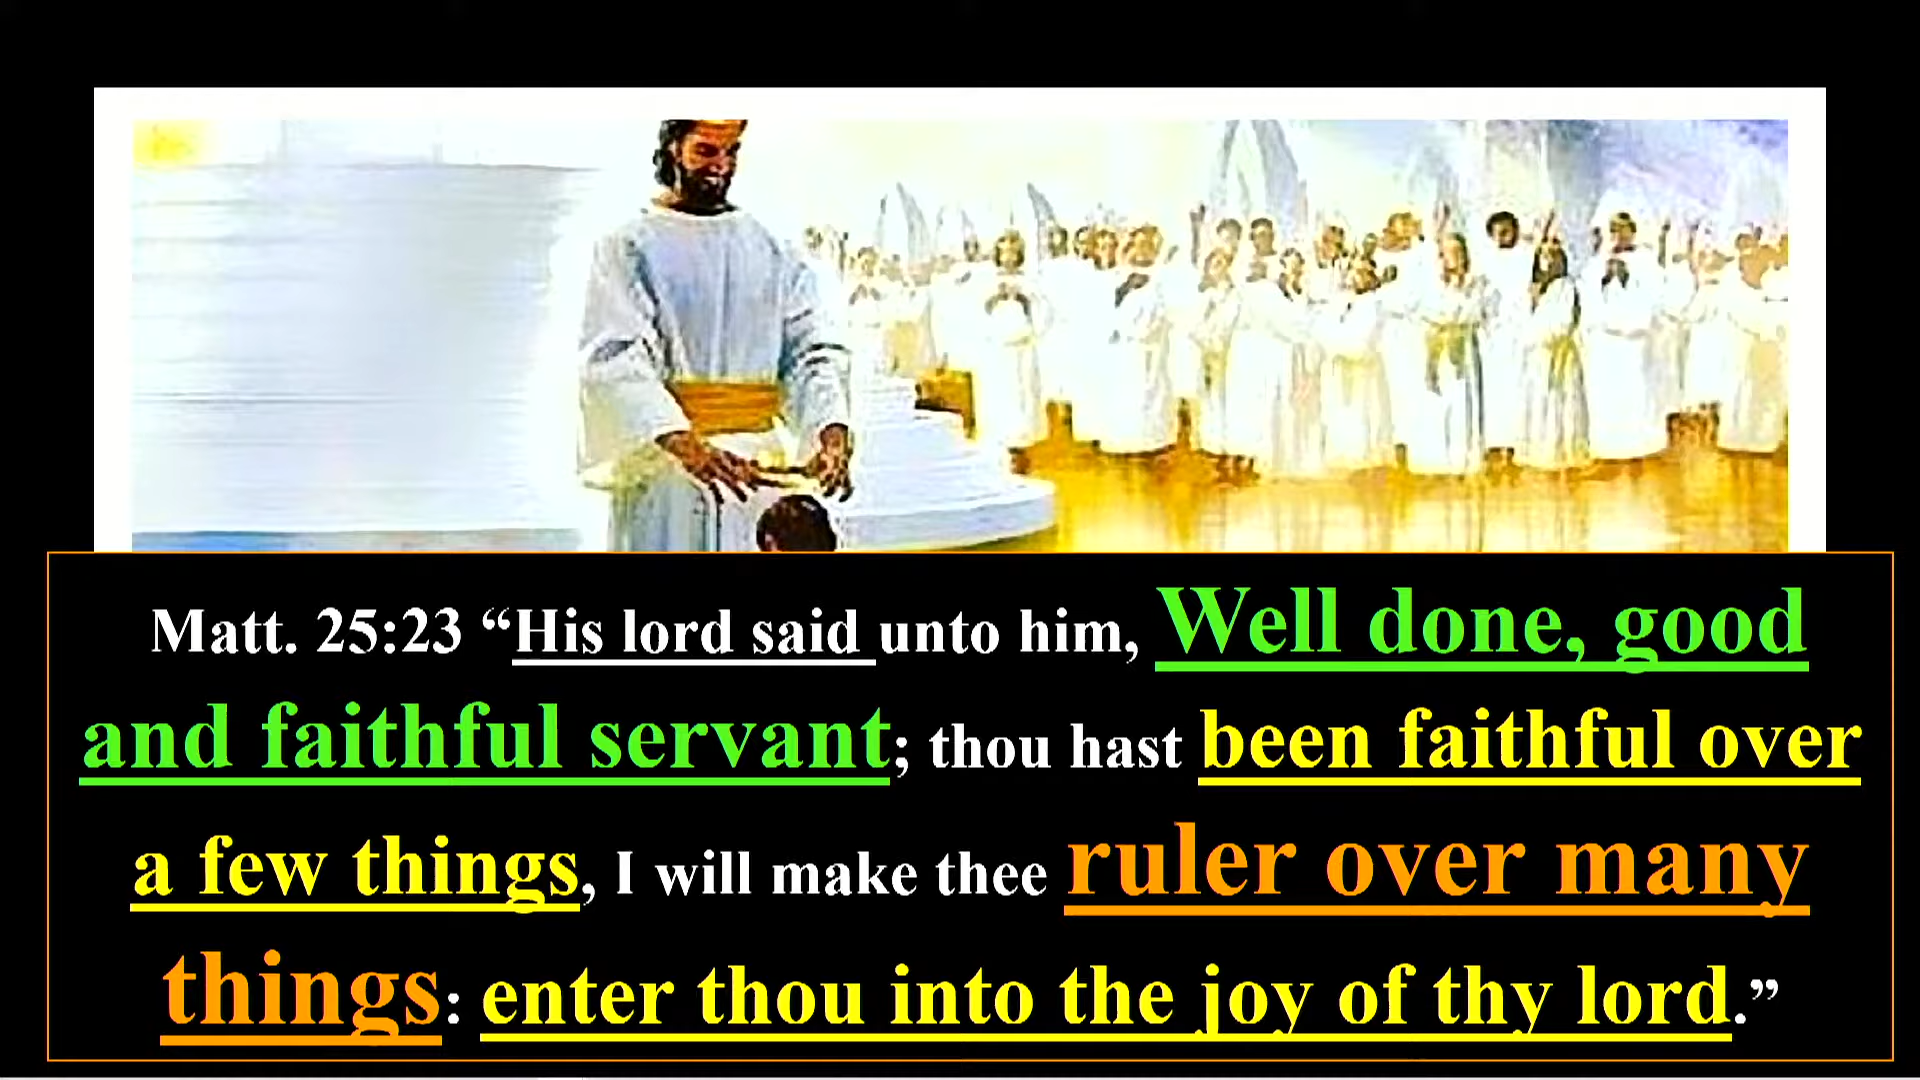 Matt. 25:23 “His lord said unto him, Well done, good
and faithful servant; thou hast been faithful over
a few things, I will make thee ruler over many
things: enter thou into the joy of thy lord.”